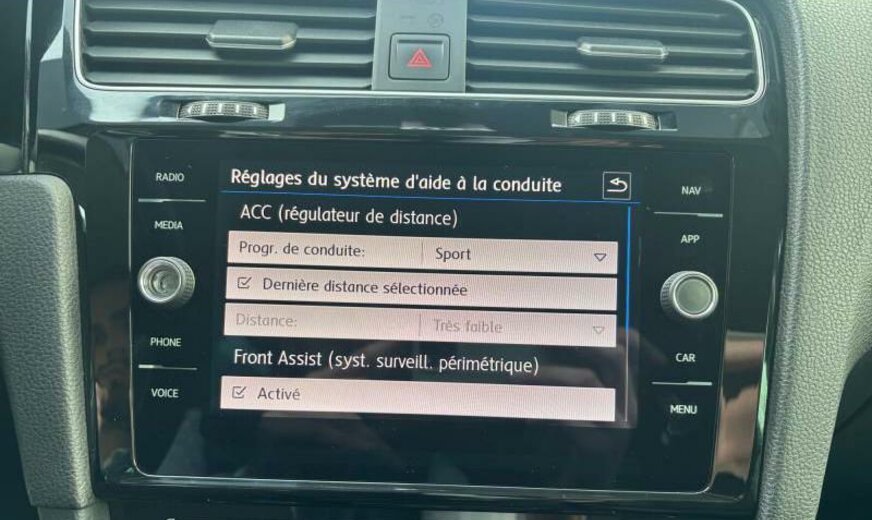 RADIO
MEDIA
PHONE
VOICE
Réglages du système d'aide à la conduite
ACC (régulateur de distance)
Progr. de conduite: Sport
Dernière distance sélectionnée
Distance: Très faible
Front Assist (syst. surveill. périmétrique)
Activé
NAV
APP
CAR
MENU